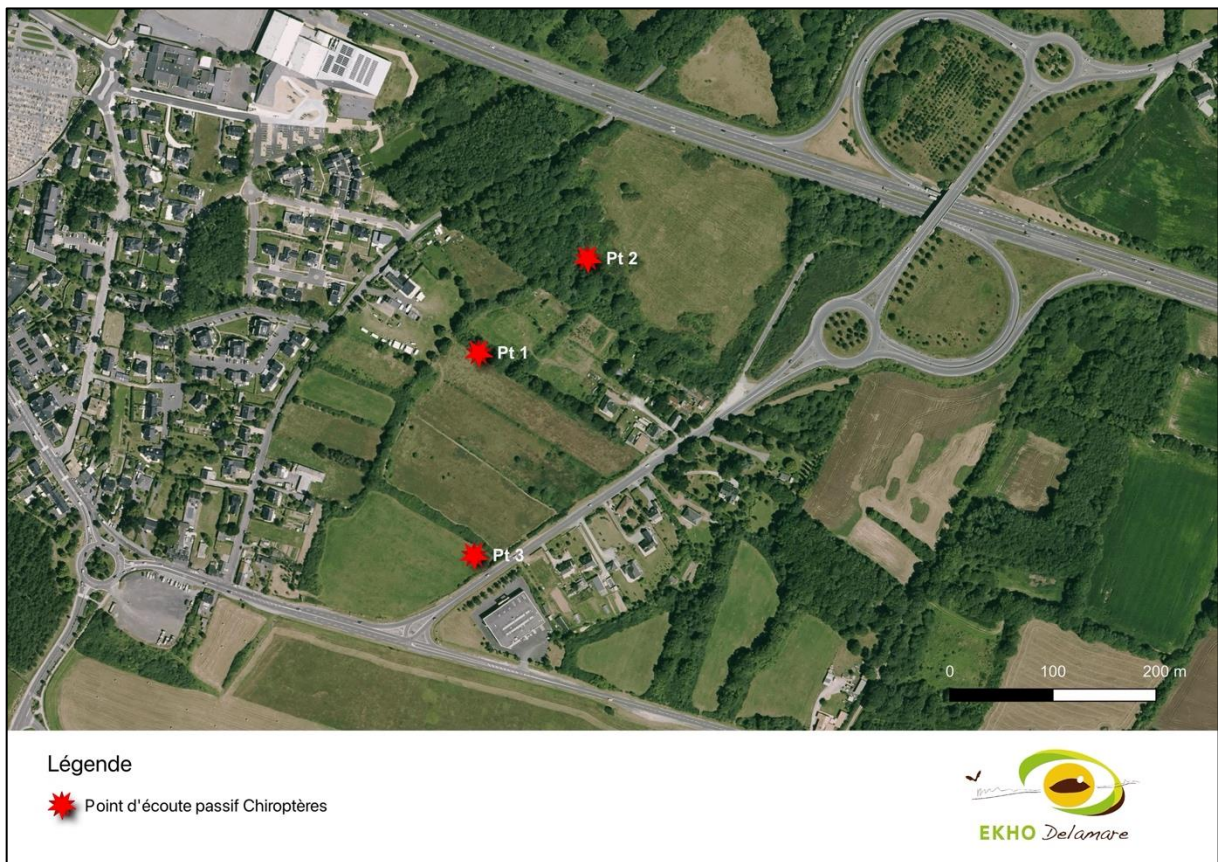 Pt 2
Pt 1
Pt 3
0 100 200 m
Légende
Point d'écoute passif Chiroptères
EKHO Delamare